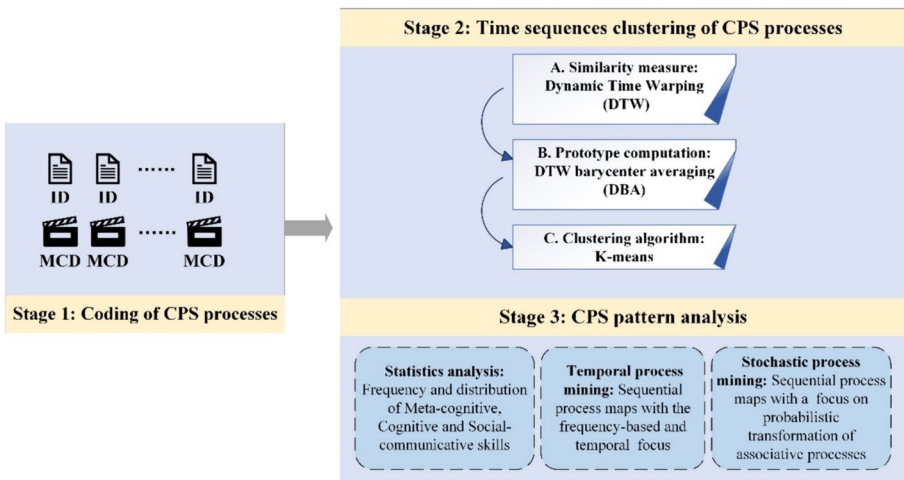 Stage 2: Time sequences clustering of CPS processes
A. Similarity measure:
Dynamic Time Warping
(DTW)
B. Prototype computation:
DTW barycenter averaging
(DBA)
C. Clustering algorithm:
K-means
ID ID ...... ID
MCD MCD ...... MCD
Stage 1: Coding of CPS processes
Stage 3: CPS pattern analysis
Statistics analysis:
Frequency and distribution
of Meta-cognitive,
Cognitive and Social-
communicative skills
Temporal process
mining: Sequential
process maps with the
frequency-based and
temporal focus
Stochastic process
mining: Sequential process
maps with a focus on
probabilistic
transformation of
associative processes